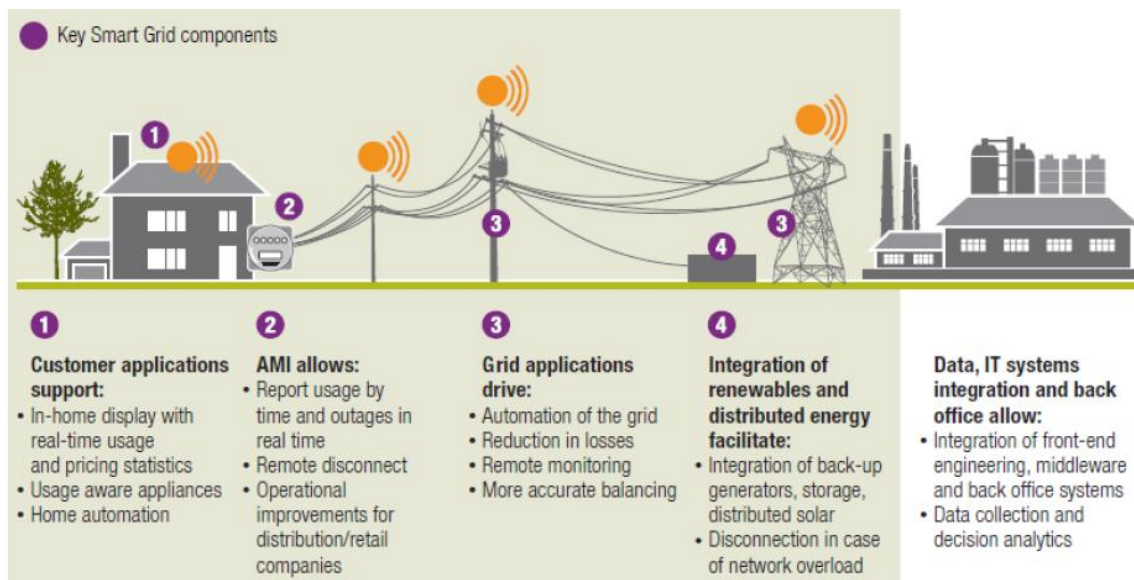 Key Smart Grid components
1
2
3
3
4
1
Customer applications
support:
• In-home display with
real-time usage
and pricing statistics
• Usage aware appliances
• Home automation
2
AMI allows:
• Report usage by
time and outages in
real time
• Remote disconnect
• Operational
improvements for
distribution/retail
companies
3
Grid applications
drive:
• Automation of the grid
• Reduction in losses
• Remote monitoring
• More accurate balancing
4
Integration of
renewables and
distributed energy
facilitate:
• Integration of back-up
generators, storage,
distributed solar
• Disconnection in case
of network overload
Data, IT systems
integration and back
office allow:
• Integration of front-end
engineering, middleware
and back office systems
• Data collection and
decision analytics